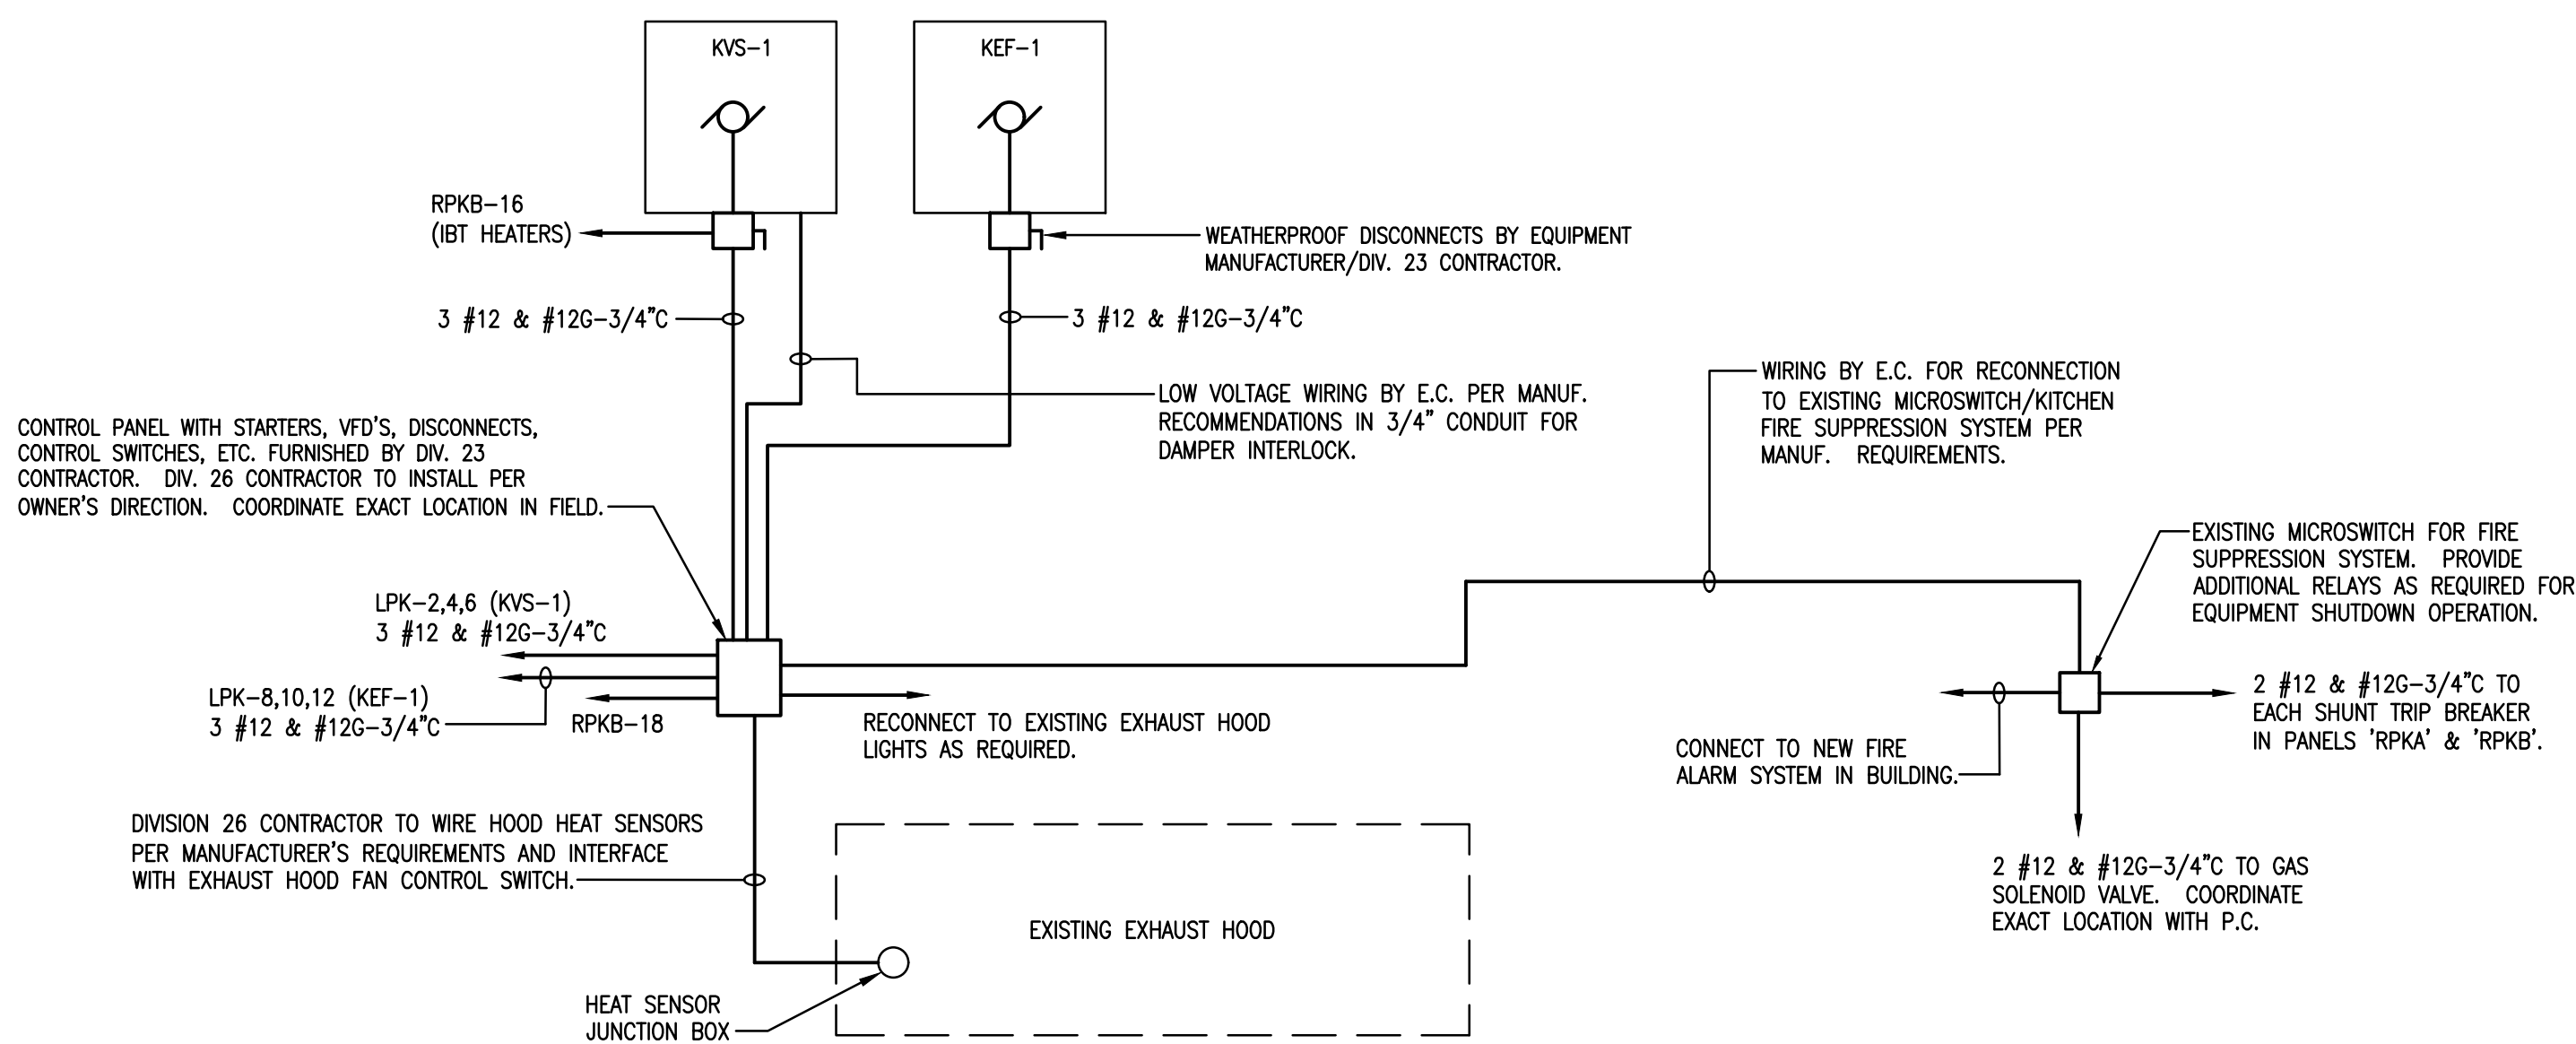 KVS-1
KEF-1
RPKB-16
(IBT HEATERS)
WEATHERPROOF DISCONNECTS BY EQUIPMENT
MANUFACTURER/DIV. 23 CONTRACTOR.
3 #12 & #12G-3/4"C
3 #12 & #12G-3/4"C
LOW VOLTAGE WIRING BY E.C. PER MANUF.
RECOMMENDATIONS IN 3/4" CONDUIT FOR
DAMPER INTERLOCK.
WIRING BY E.C. FOR RECONNECTION
TO EXISTING MICROSWITCH/KITCHEN
FIRE SUPPRESSION SYSTEM PER
MANUF. REQUIREMENTS.
CONTROL PANEL WITH STARTERS, VFD'S, DISCONNECTS,
CONTROL SWITCHES, ETC. FURNISHED BY DIV. 23
CONTRACTOR. DIV. 26 CONTRACTOR TO INSTALL PER
OWNER'S DIRECTION. COORDINATE EXACT LOCATION IN FIELD.
EXISTING MICROSWITCH FOR FIRE
SUPPRESSION SYSTEM. PROVIDE
ADDITIONAL RELAYS AS REQUIRED FOR
EQUIPMENT SHUTDOWN OPERATION.
LPK-2,4,6 (KVS-1)
3 #12 & #12G-3/4"C
LPK-8,10,12 (KEF-1)
3 #12 & #12G-3/4"C
RPKB-18
RECONNECT TO EXISTING EXHAUST HOOD
LIGHTS AS REQUIRED.
2 #12 & #12G-3/4"C TO
EACH SHUNT TRIP BREAKER
IN PANELS 'RPKA' & 'RPKB'.
CONNECT TO NEW FIRE
ALARM SYSTEM IN BUILDING.
DIVISION 26 CONTRACTOR TO WIRE HOOD HEAT SENSORS
PER MANUFACTURER'S REQUIREMENTS AND INTERFACE
WITH EXHAUST HOOD FAN CONTROL SWITCH.
2 #12 & #12G-3/4"C TO GAS
SOLENOID VALVE. COORDINATE
EXACT LOCATION WITH P.C.
EXISTING EXHAUST HOOD
HEAT SENSOR
JUNCTION BOX